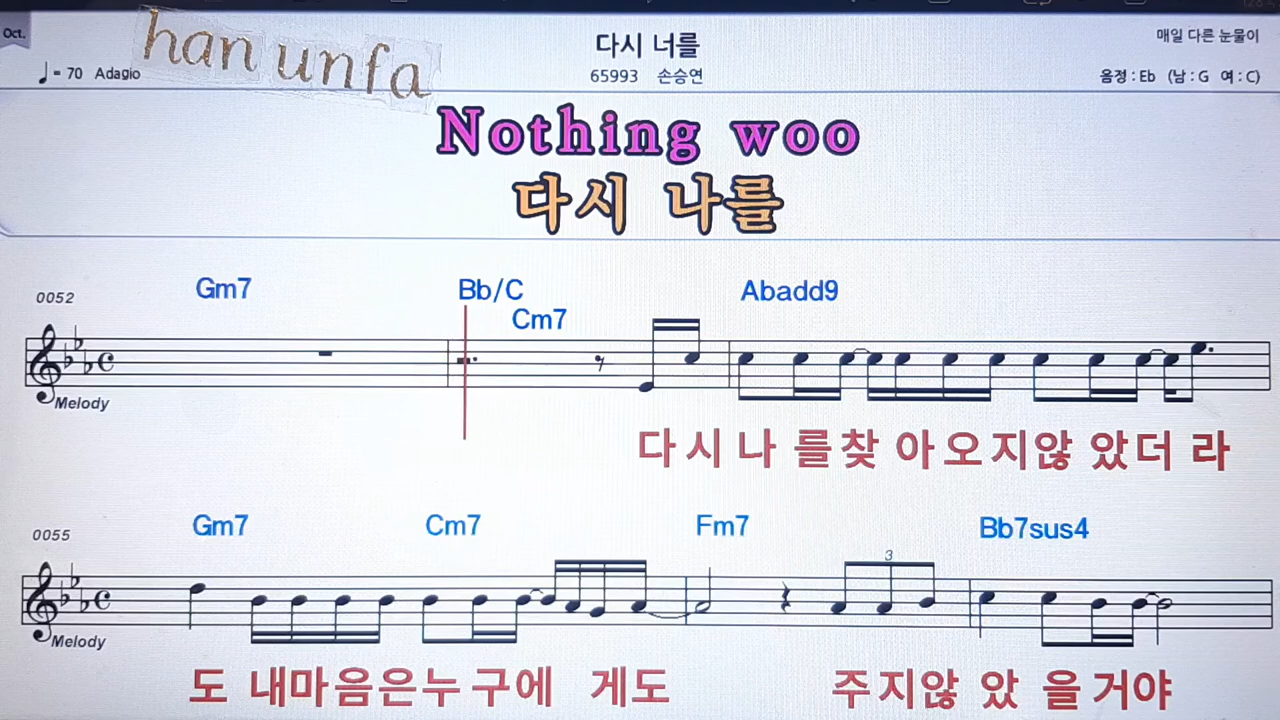 Oct.
han unfa
다시 너를
매일 다른 눈물이
♩ = 70 Adagio
65993 손승연
음정 : Eb (남 : G 여 : C)
Nothing woo
다시 나를
0052
Gm7 Bb/C Abadd9
Cm7
Melody
다시나 를찾 아오지않 았더 라
0055
Gm7 Cm7 Fm7 Bb7sus4
3
Melody
도 내마음은누구에 게도 주지않 았 을거야